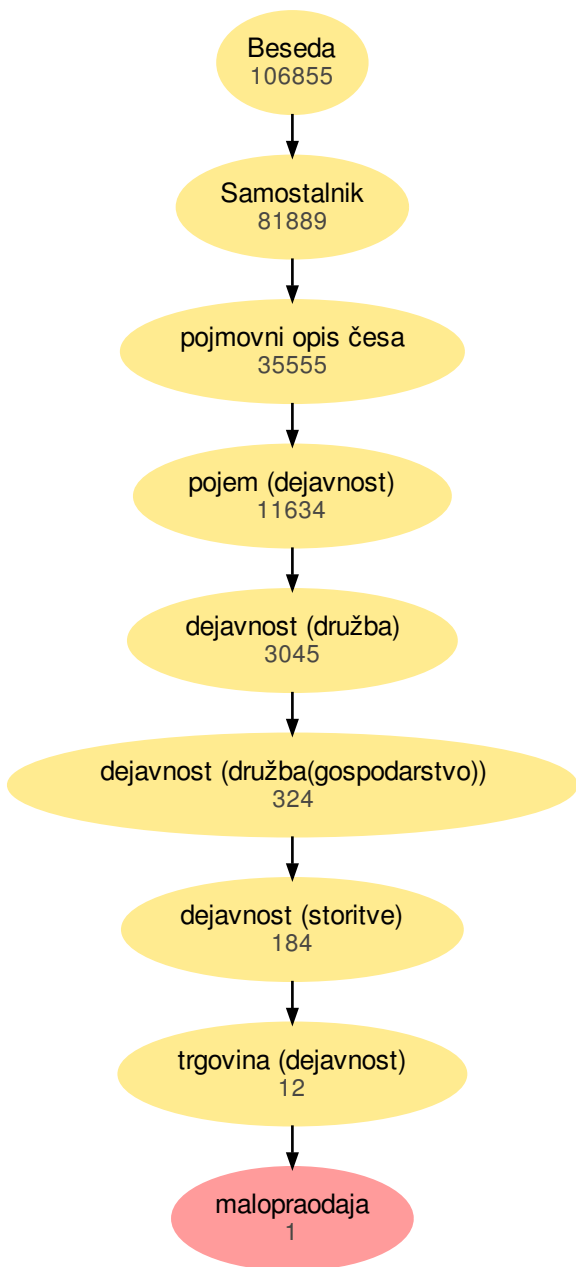 Beseda
106855
Samostalnik
81889
pojmovni opis česa
35555
pojem (dejavnost)
11634
dejavnost (družba)
3045
dejavnost (družba(gospodarstvo))
324
dejavnost (storitve)
184
trgovina (dejavnost)
12
malopraodaja
1